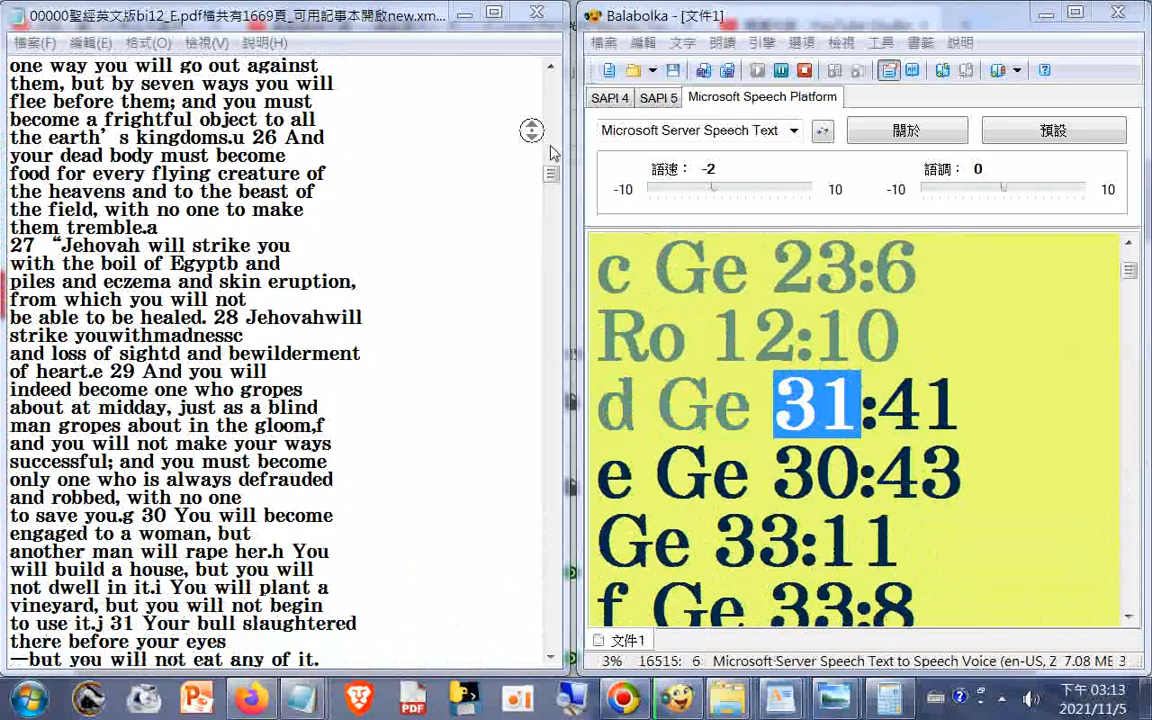 00000聖經英文版bi12_E.pdf檔共有1669頁_可用記事本開啟new.xm...
檔案(F) 編輯(E) 格式(O) 檢視(V) 說明(H)
one way you will go out against
them, but by seven ways you will
flee before them; and you must
become a frightful object to all
the earth’s kingdoms.u 26 And
your dead body must become
food for every flying creature of
the heavens and to the beast of
the field, with no one to make
them tremble.a
27 “Jehovah will strike you
with the boil of Egyptb and
piles and eczema and skin eruption,
from which you will not
be able to be healed. 28 Jehovahwill
strike youwithmadnessc
and loss of sightd and bewilderment
of heart.e 29 And you will
indeed become one who gropes
about at midday, just as a blind
man gropes about in the gloom,f
and you will not make your ways
successful; and you must become
only one who is always defrauded
and robbed, with no one
to save you.g 30 You will become
engaged to a woman, but
another man will rape her.h You
will build a house, but you will
not dwell in it.i You will plant a
vineyard, but you will not begin
to use it.j 31 Your bull slaughtered
there before your eyes
—but you will not eat any of it.
Balabolka - [文件1]
檔案 編輯 文字 朗讀 引擎 選項 檢視 工具 書籤 說明
SAPI 4 SAPI 5 Microsoft Speech Platform
Microsoft Server Speech Text 關於 預設
語速： -2 語調： 0
-10 10 -10 10
c Ge 23:6
Ro 12:10
d Ge 31:41
e Ge 30:43
Ge 33:11
f Ge 33:8
文件1
3% 16515: 6 Microsoft Server Speech Text to Speech Voice (en-US, Z 7.08 MB 3
PDF
下午 03:13
2021/11/5